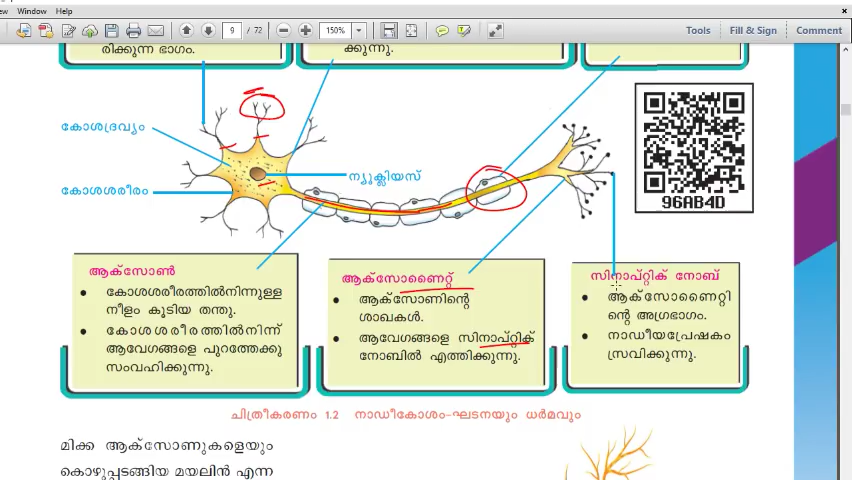 iew Window Help
9 / 72 150% Tools Fill & Sign Comment
രിക്കുന്ന ഭാഗം.
ക്കുന്നു.
കോശദ്രവ്യം
ന്യൂക്ലിയസ്
കോശശരീരം
96AB4D
ആക്സോൺ
● കോശശരീരത്തിൽനിന്നുള്ള
നീളം കൂടിയ തന്തു.
● കോശശരീരത്തിൽനിന്ന്
ആവേഗങ്ങളെ പുറത്തേക്കു
സംവഹിക്കുന്നു.
ആക്സോണൈറ്റ്
● ആക്സോണിന്റെ
ശാഖകൾ.
● ആവേഗങ്ങളെ സിനാപ്റ്റിക്
നോബിൽ എത്തിക്കുന്നു.
സിനാപ്റ്റിക് നോബ്
● ആക്സോണൈറ്റി
ന്റെ അഗ്രഭാഗം.
● നാഡീയപ്രേഷകം
സ്രവിക്കുന്നു.
ചിത്രീകരണം 1.2 നാഡീകോശം-ഘടനയും ധർമവും
മിക്ക ആക്സോണുകളെയും
കൊഴുപ്പടങ്ങിയ മയലിൻ എന്ന